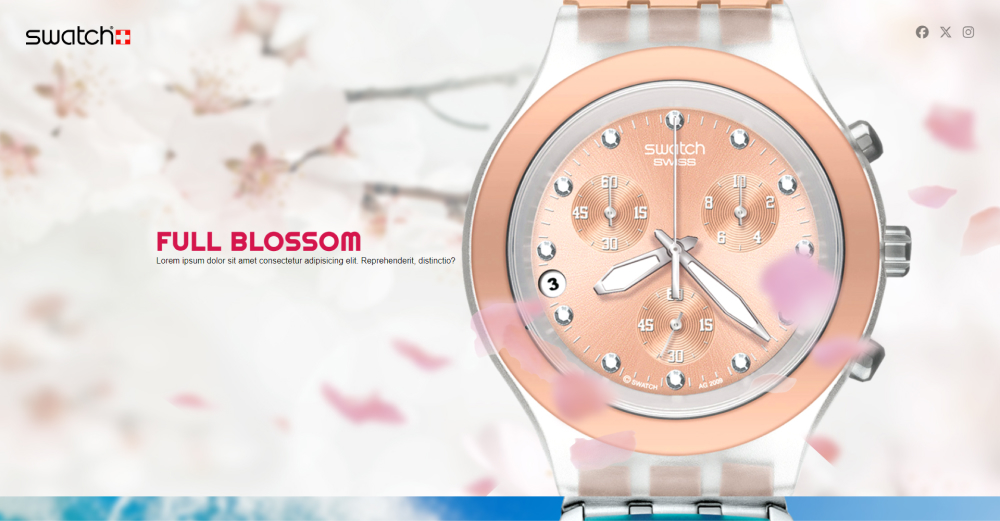 swatch
FULL BLOSSOM
Lorem ipsum dolor sit amet consectetur adipisicing elit. Reprehenderit, distinctio?
swatch
SWISS
60
45 15
30
10
8 2
6 4
3
60
45 15
30
© SWATCH AG 2009